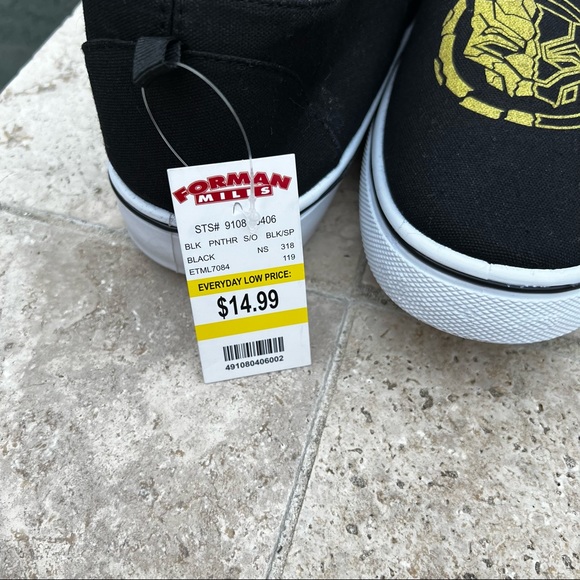 FORMAN
MILLS
STS# 9108 406
BLK PNTHR S/O BLK/SP
BLACK NS 318
ETML7084 119
EVERYDAY LOW PRICE:
$14.99
491080406002